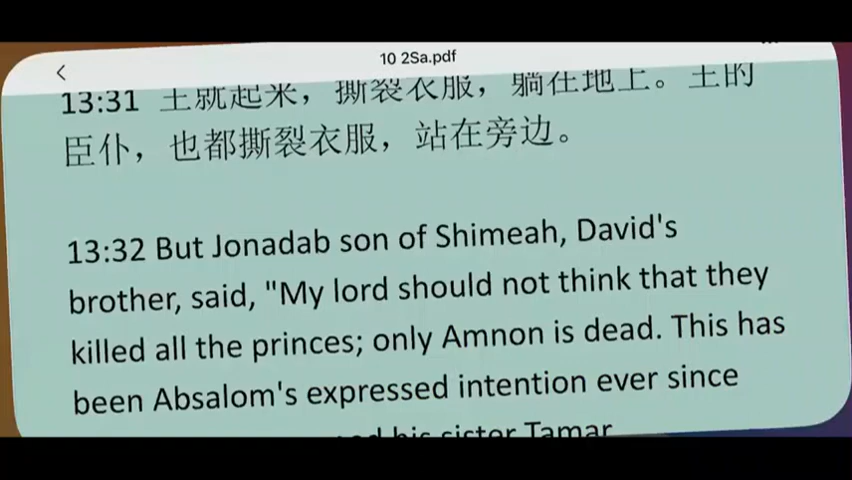 10 2Sa.pdf
13:31 王就起来，撕裂衣服，躺在地上。王的
臣仆，也都撕裂衣服，站在旁边。
13:32 But Jonadab son of Shimeah, David's
brother, said, "My lord should not think that they
killed all the princes; only Amnon is dead. This has
been Absalom's expressed intention ever since
his sister Tamar